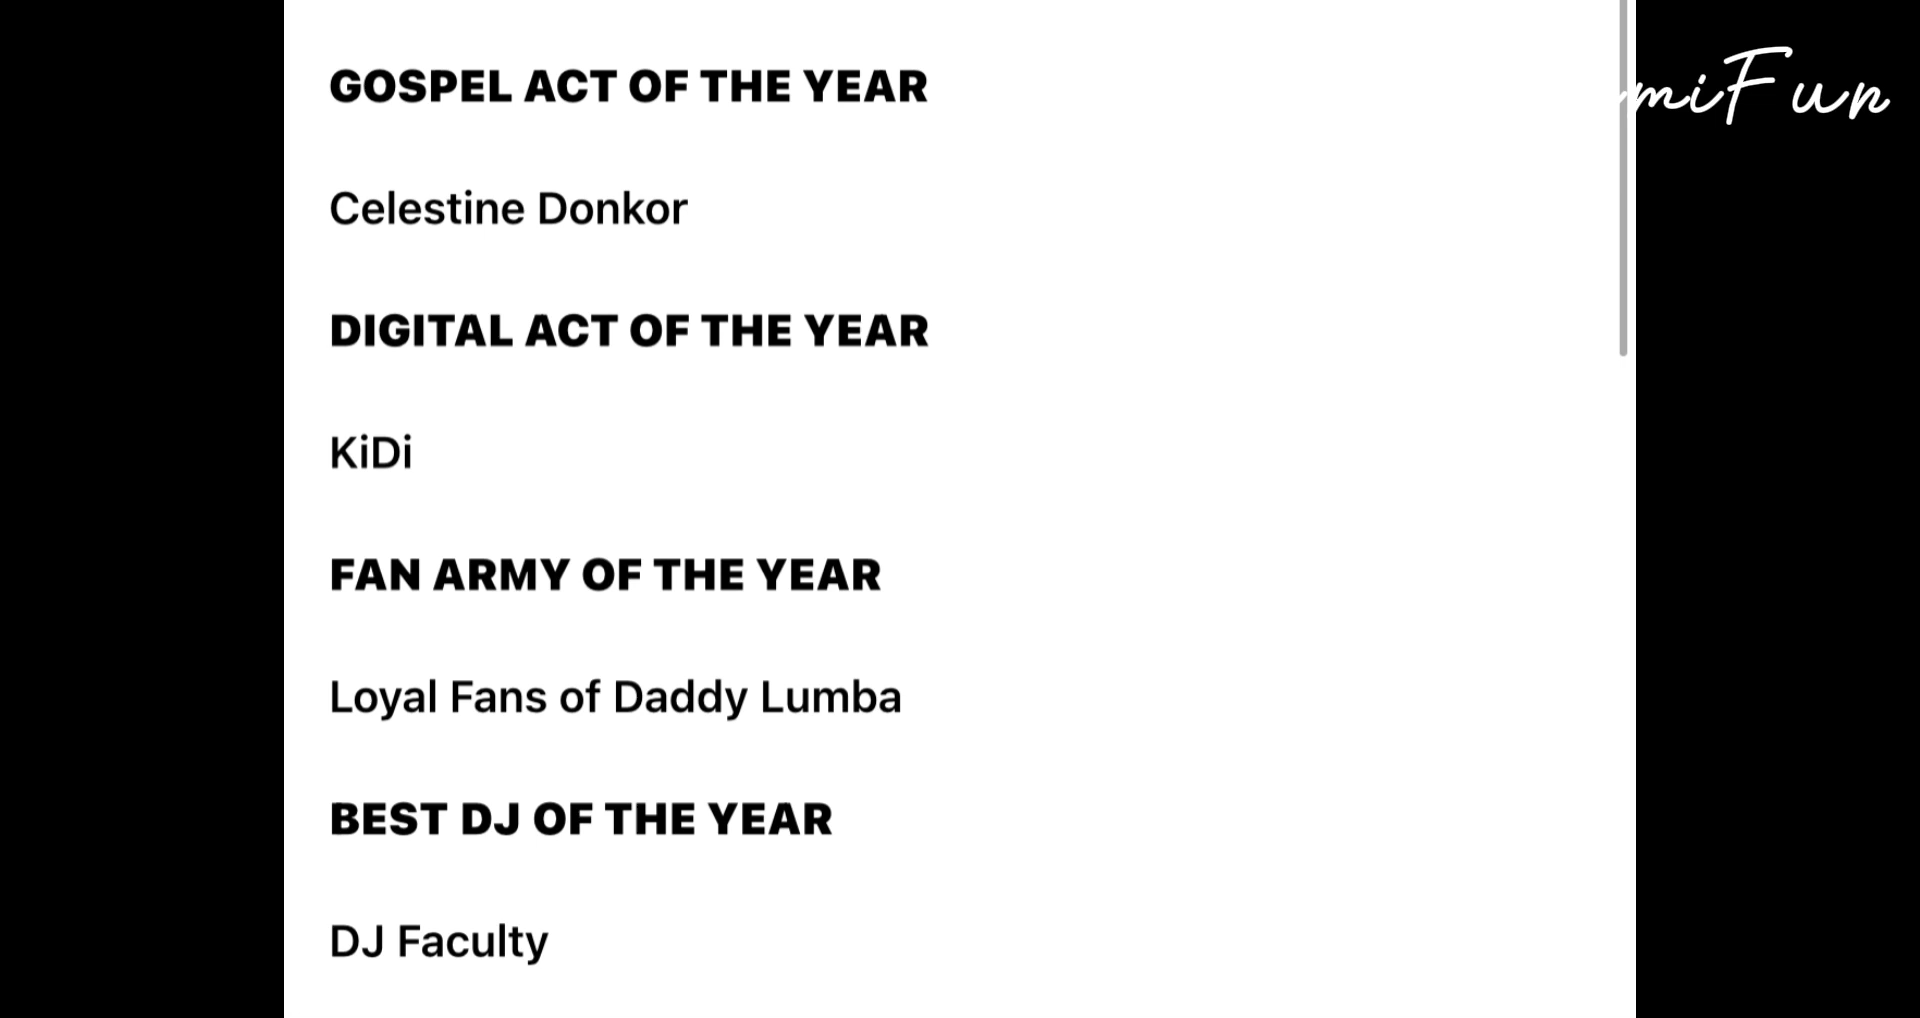 GOSPEL ACT OF THE YEAR
Celestine Donkor
DIGITAL ACT OF THE YEAR
KiDi
FAN ARMY OF THE YEAR
Loyal Fans of Daddy Lumba
BEST DJ OF THE YEAR
DJ Faculty